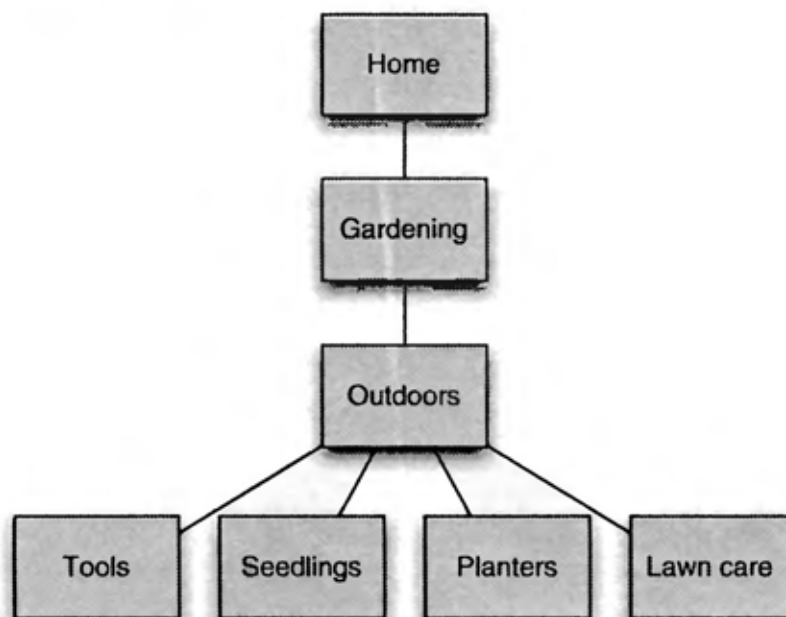 Home
Gardening
Outdoors
Tools
Seedlings
Planters
Lawn care